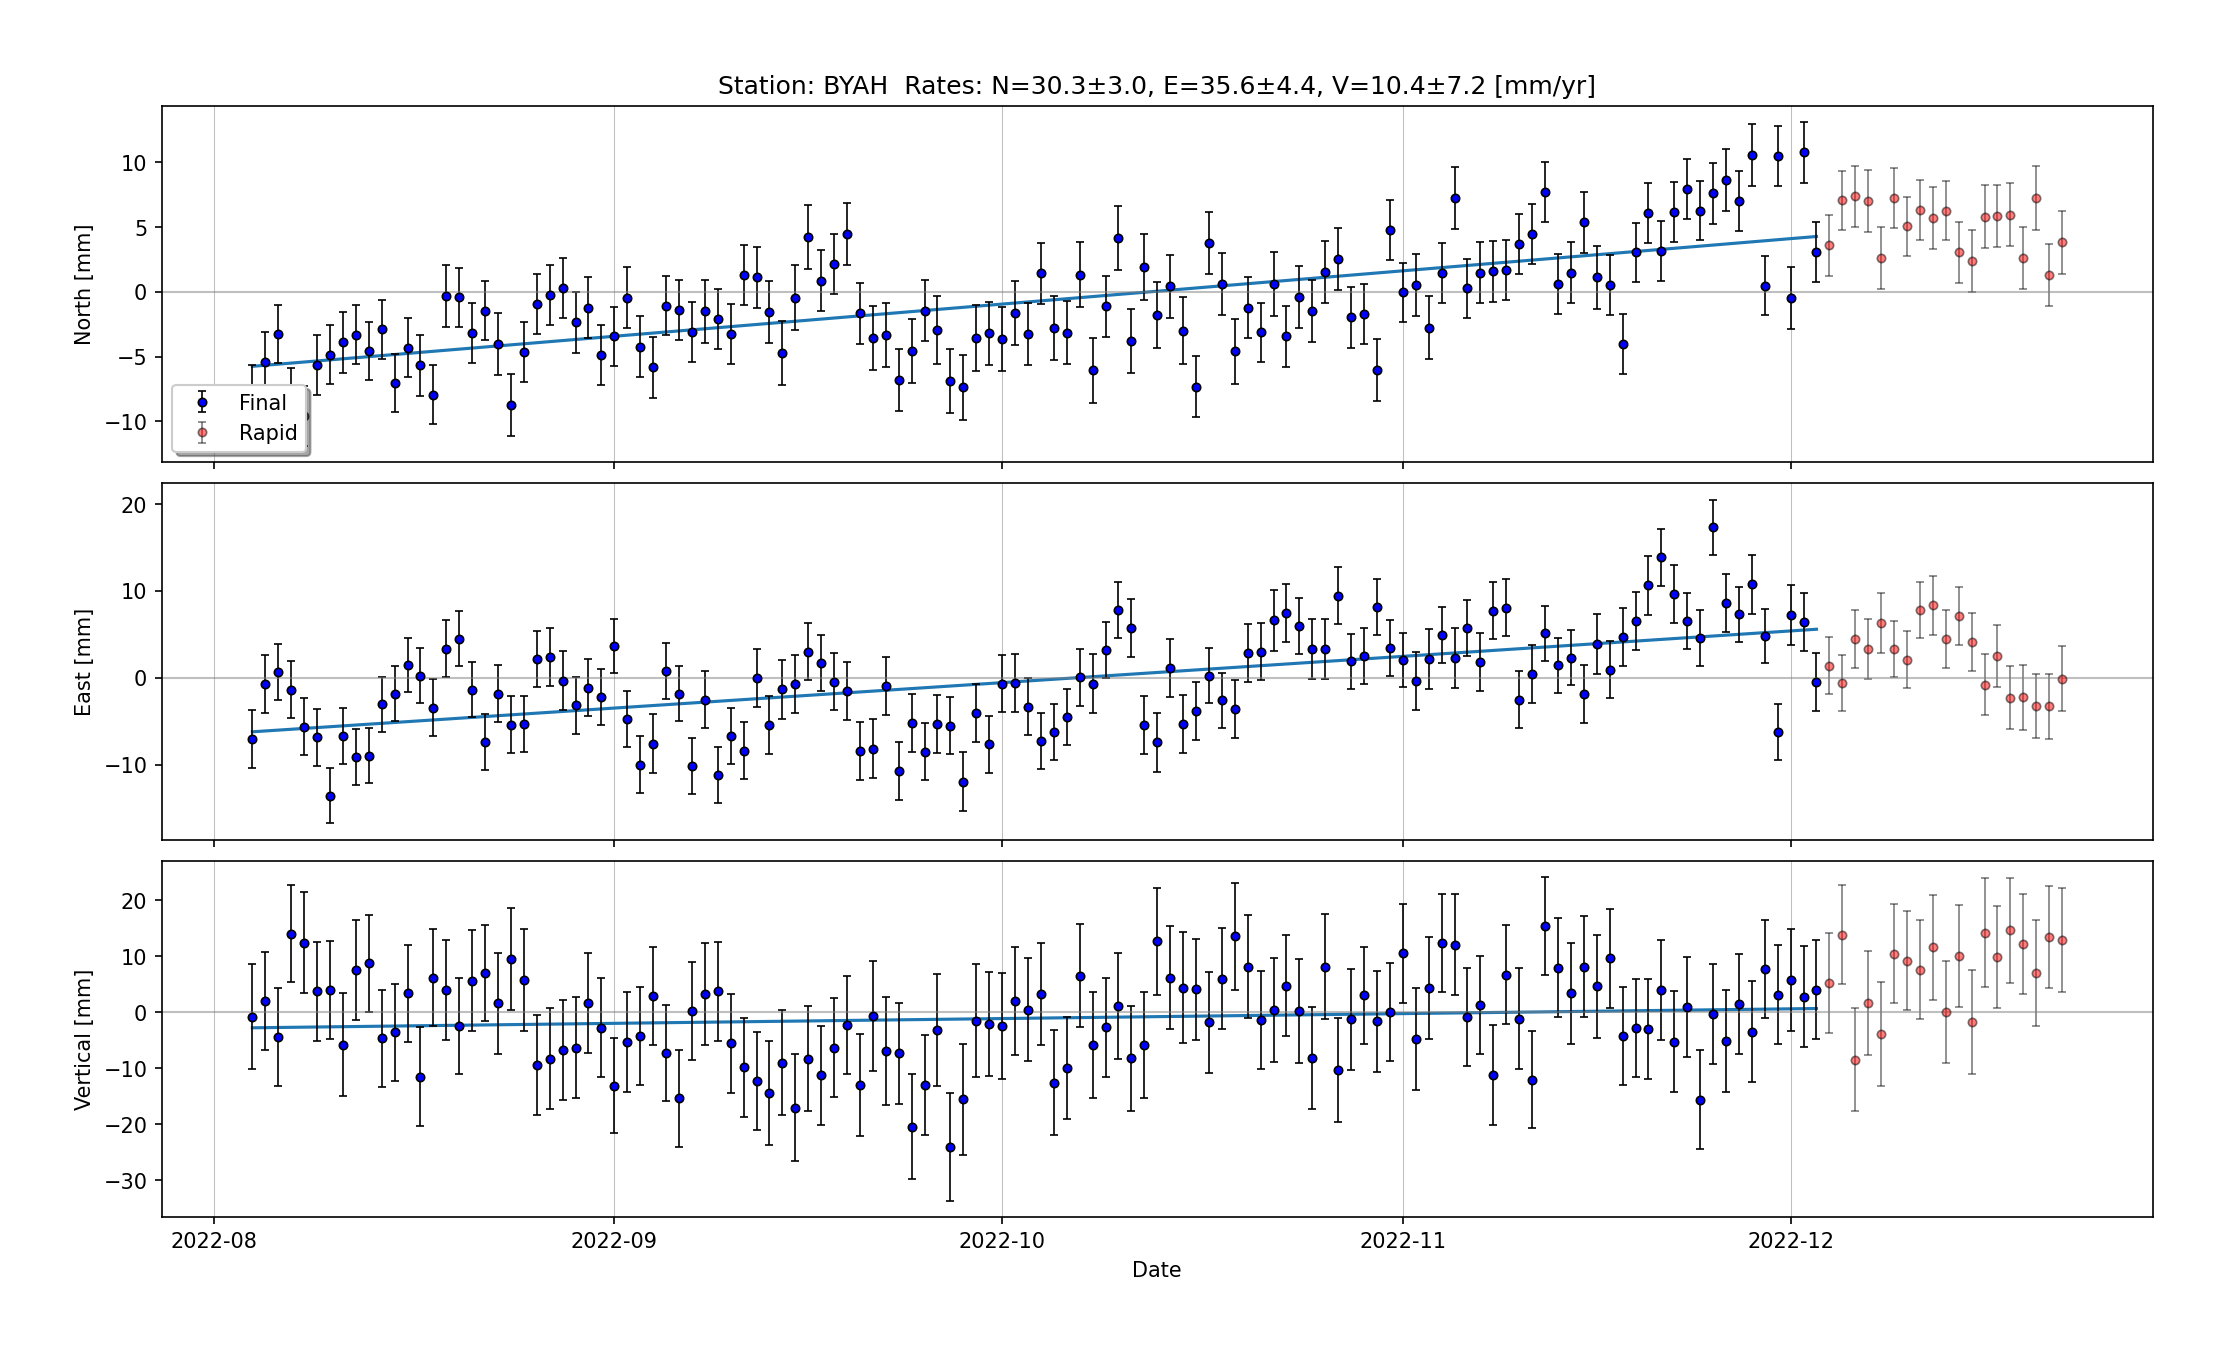 Station: BYAH  Rates: N=30.3±3.0, E=35.6±4.4, V=10.4±7.2 [mm/yr]
10
5
0
−5
−10
North [mm]
Final
Rapid
20
10
0
−10
East [mm]
20
10
0
−10
−20
−30
Vertical [mm]
2022-08
2022-09
2022-10
2022-11
2022-12
Date